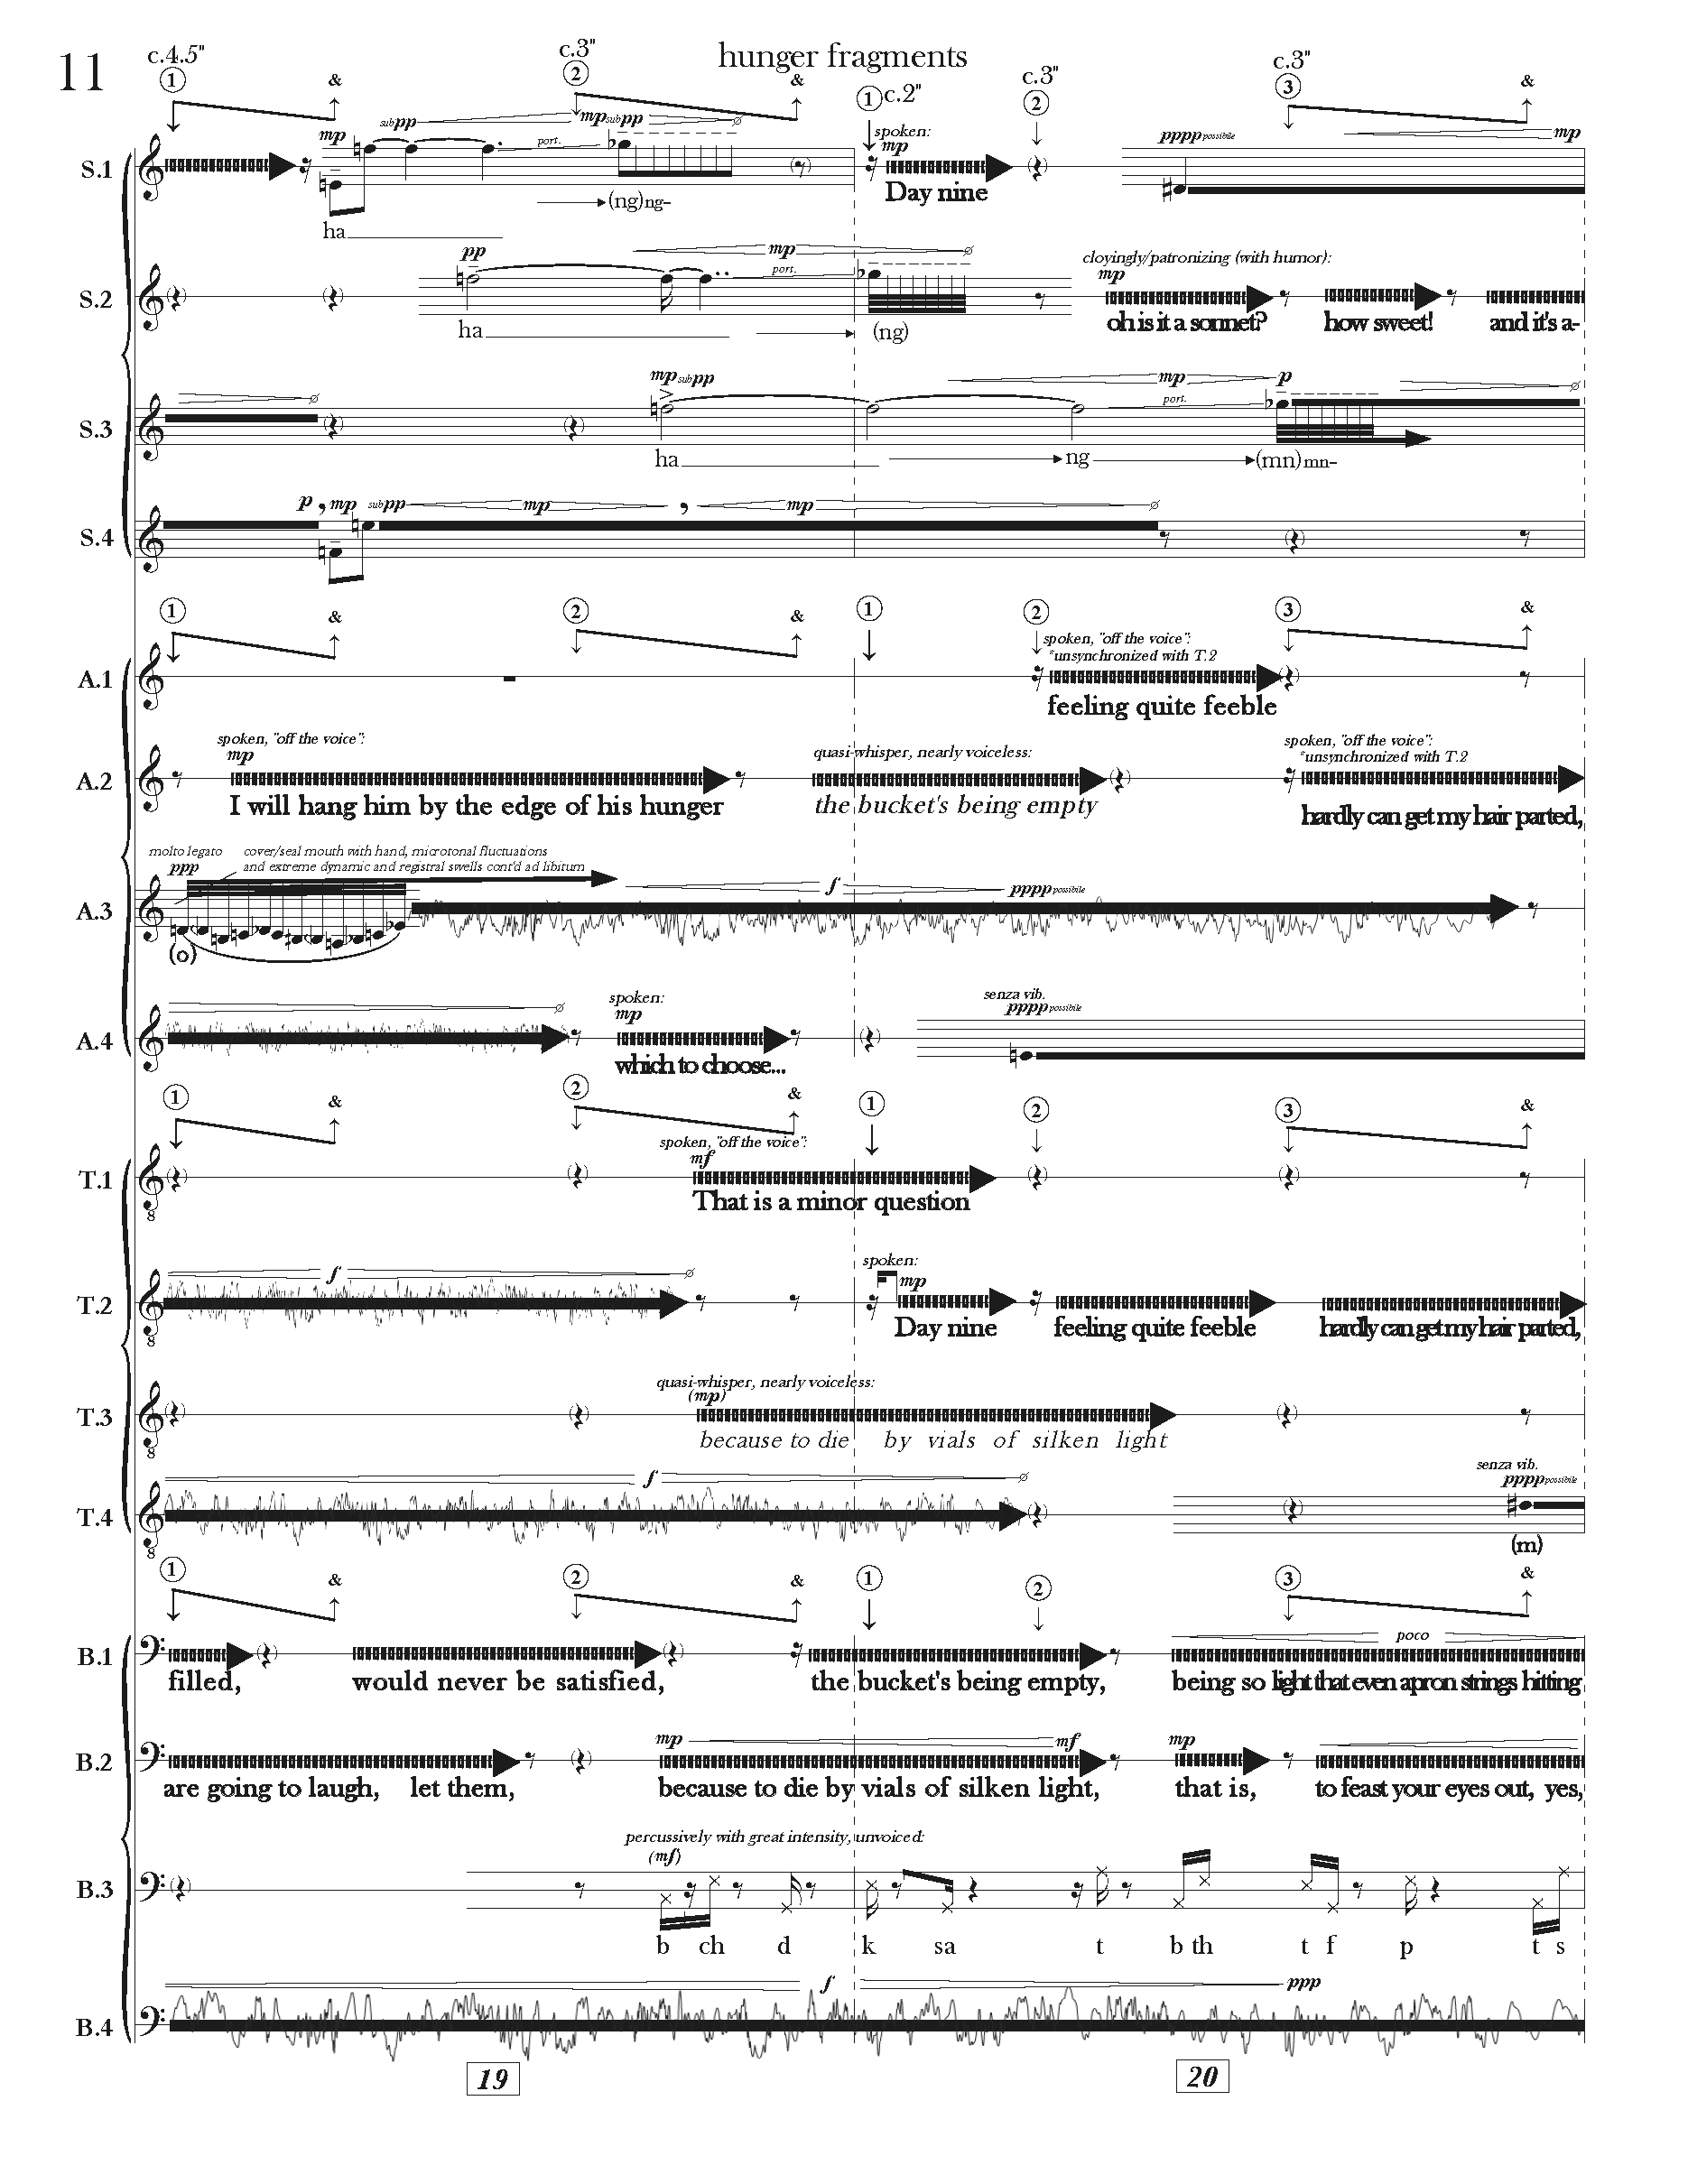 11
hunger fragments
c.4.5" c.3" c.3" c.3"
c.2"
1 & 2 & 1 2 3 &
mp subpp mpsubpp spoken: pppp possibile mp
S.1 port. mp
Day nine
(ng)ng-
ha
pp mp cloyingly/patronizing (with humor):
S.2 port. mp
ha (ng) oh is it a sonnet? how sweet! and it's a-
mp subpp mp p
S.3 port.
ha ng (mn) mn-
p , mp subpp mp , mp
S.4
1 & 2 & 1 2 3 &
spoken, "off the voice":
*unsynchronized with T.2
A.1
feeling quite feeble
spoken, "off the voice": quasi-whisper, nearly voiceless: spoken, "off the voice":
mp *unsynchronized with T.2
A.2
I will hang him by the edge of his hunger the bucket's being empty hardly can get my hair parted,
molto legato cover/seal mouth with hand, microtonal fluctuations
ppp and extreme dynamic and registral swells cont'd ad libitum
f pppp possibile
A.3
(o)
spoken: senza vib.
mp pppp possibile
A.4
which to choose...
1 & 2 & 1 2 3 &
spoken, "off the voice":
mf
T.1
8
That is a minor question
spoken:
f mp
T.2
8
Day nine feeling quite feeble hardly can get my hair parted,
quasi-whisper, nearly voiceless:
(mp)
T.3
8
because to die by vials of silken light
senza vib.
f pppp possibile
T.4
8
(m)
1 & 2 & 1 2 3 &
poco
B.1
filled, would never be satisfied, the bucket's being empty, being so light that even apron strings hitting
mp mf mp
B.2
are going to laugh, let them, because to die by vials of silken light, that is, to feast your eyes out, yes,
percussively with great intensity, unvoiced:
(mf)
B.3
b ch d k sa t b th t f p t s
f ppp
B.4
19 20